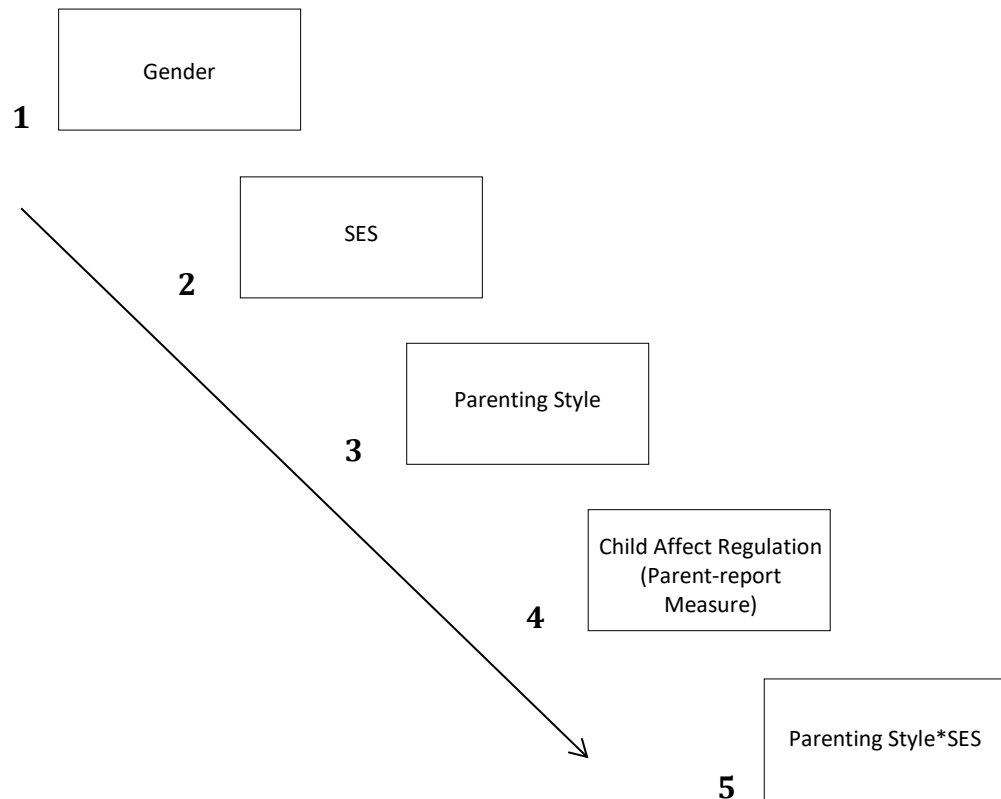 Gender
1
SES
2
Parenting Style
3
Child Affect Regulation
(Parent-report
Measure)
4
Parenting Style*SES
5